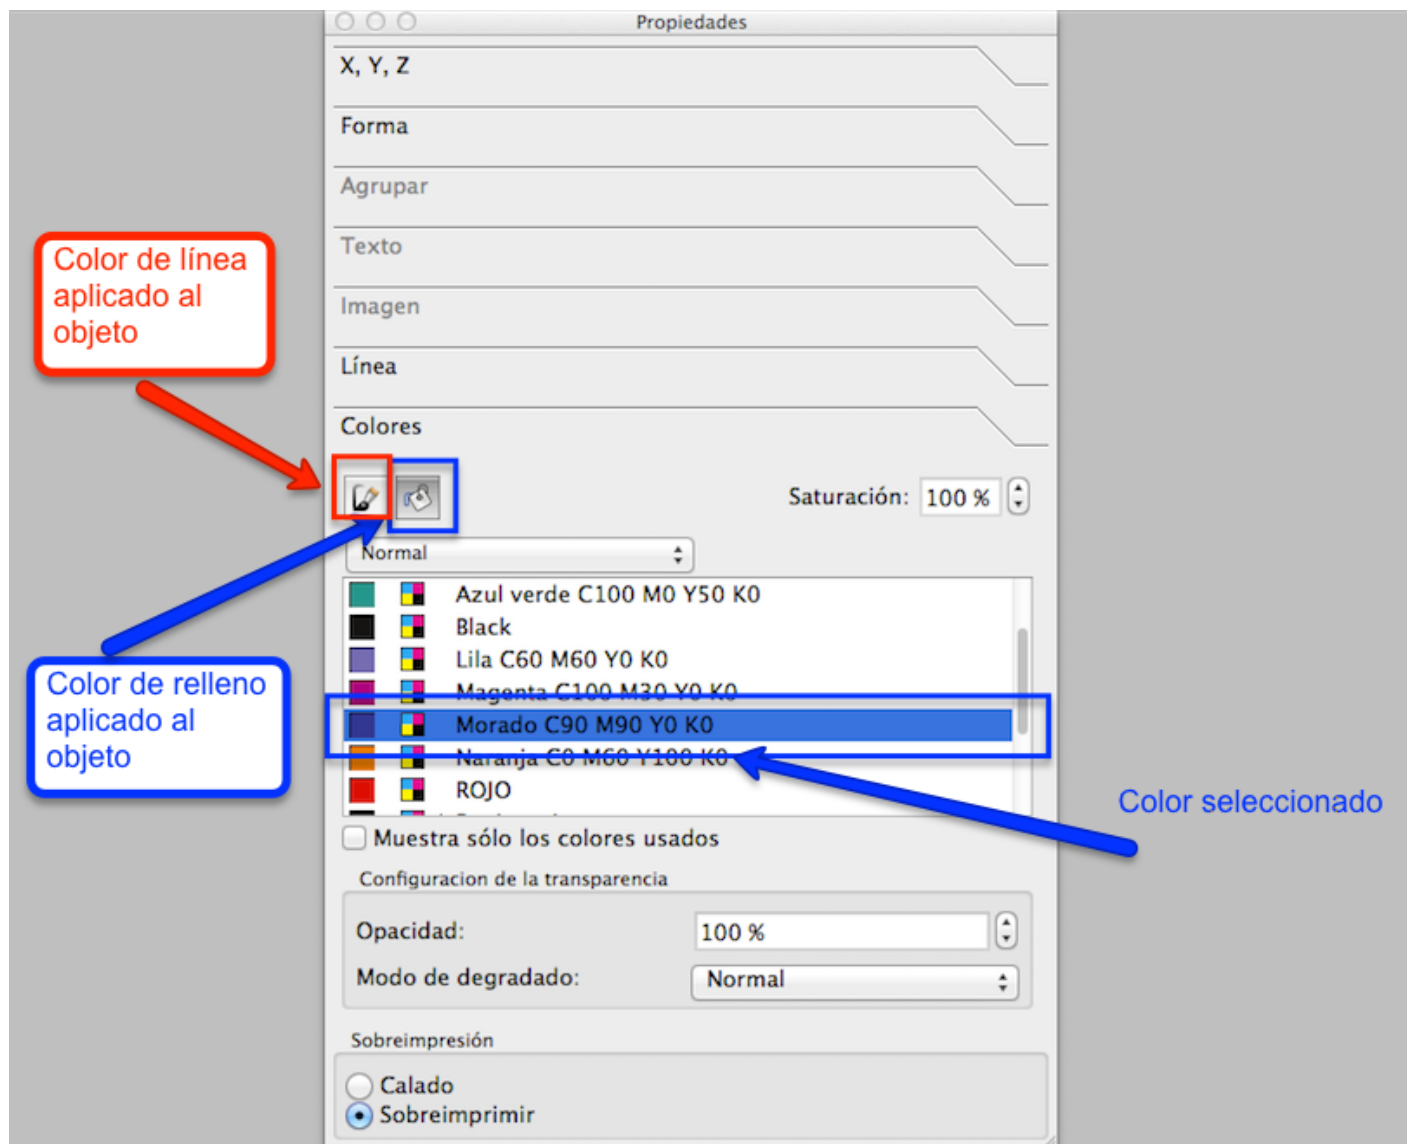 Propiedades
X, Y, Z
Forma
Agrupar
Texto
Color de línea
aplicado al
objeto
Imagen
Línea
Colores
Saturación: 100 %
Normal
Azul verde C100 M0 Y50 K0
Black
Lila C60 M60 Y0 K0
Magenta C100 M30 Y0 K0
Color de relleno
aplicado al
objeto
Morado C90 M90 Y0 K0
Naranja C0 M60 Y100 K0
ROJO
Color seleccionado
Muestra sólo los colores usados
Configuracion de la transparencia
Opacidad: 100 %
Modo de degradado: Normal
Sobreimpresión
Calado
Sobreimprimir